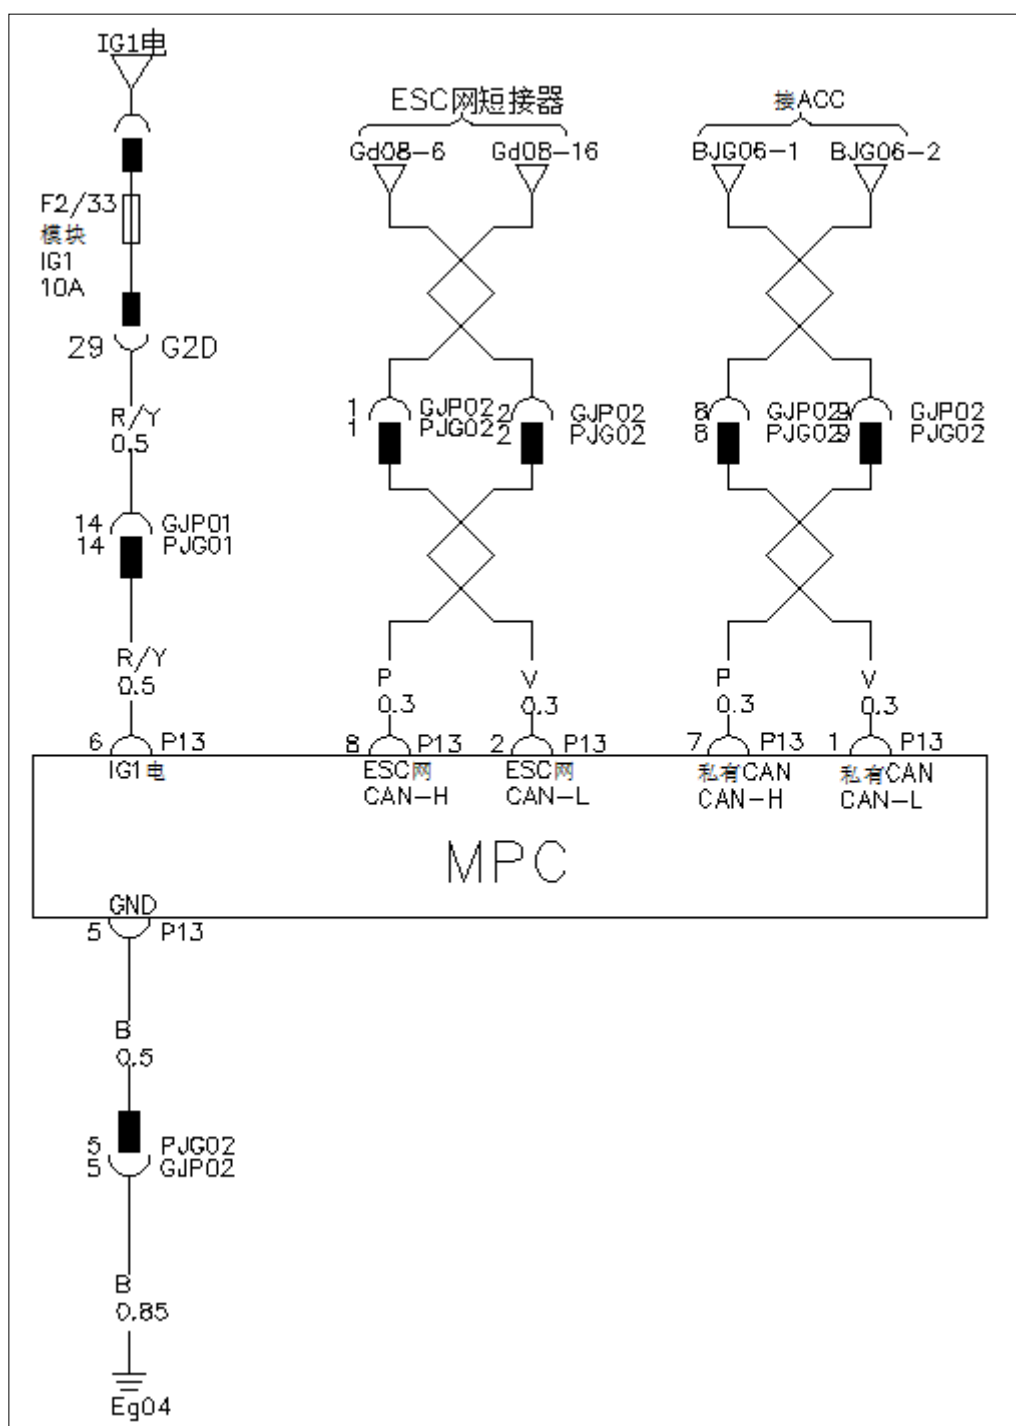 IG1电
ESC网短接器
接ACC
Gd08-6
Gd08-16
BJG06-1
BJG06-2
F2/33
模块
IG1
10A
29
G2D
R/Y
0.5
1
GJP02
1
PJG02
2
GJP02
2
PJG02
8
GJP02
8
PJG02
9
GJP02
9
PJG02
14
GJP01
14
PJG01
R/Y
0.5
P
0.3
V
0.3
P
0.3
V
0.3
6
P13
8
P13
2
P13
7
P13
1
P13
IG1电
ESC网
CAN-H
ESC网
CAN-L
私有CAN
CAN-H
私有CAN
CAN-L
MPC
GND
5
P13
B
0.5
5
PJG02
5
GJP02
B
0.85
Eg04